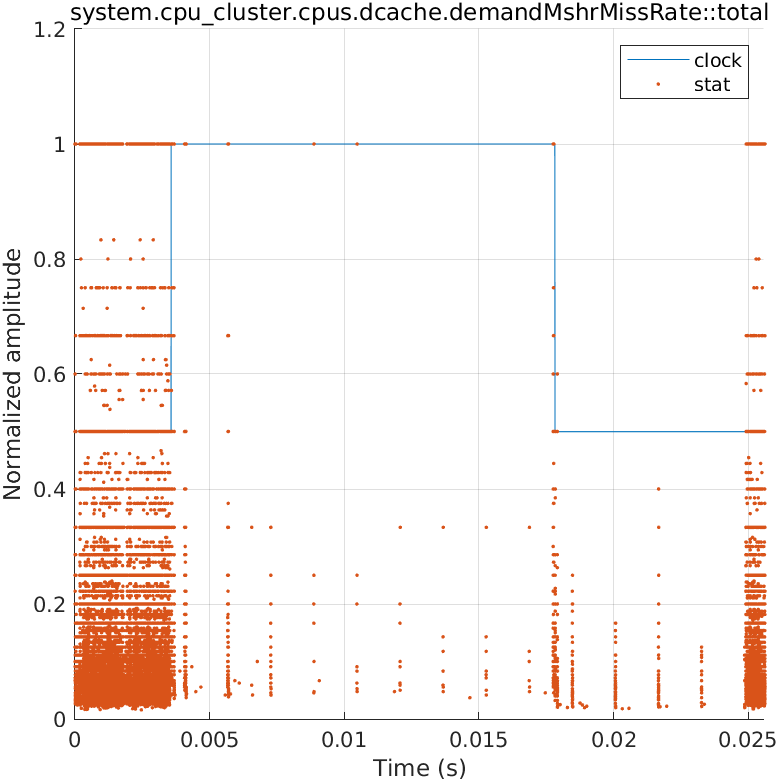 system.cpu_cluster.cpus.dcache.demandMshrMissRate::total
1.2
clock
stat
1
0.8
0.6
0.4
0.2
0
Normalized amplitude
0
0.005
0.01
0.015
0.02
0.025
Time (s)